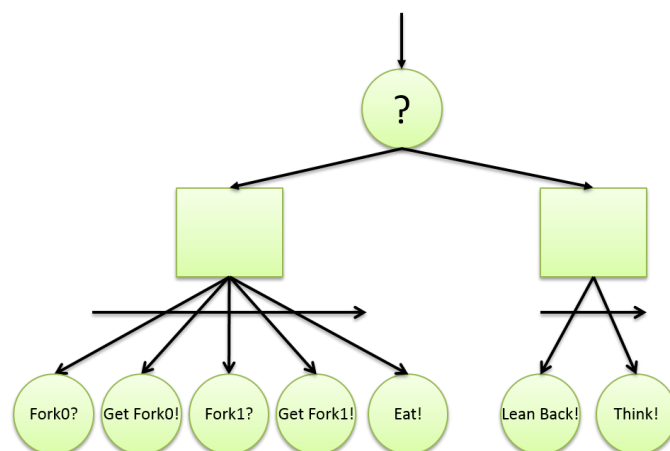 ?
Fork0?
Get Fork0!
Fork1?
Get Fork1!
Eat!
Lean Back!
Think!